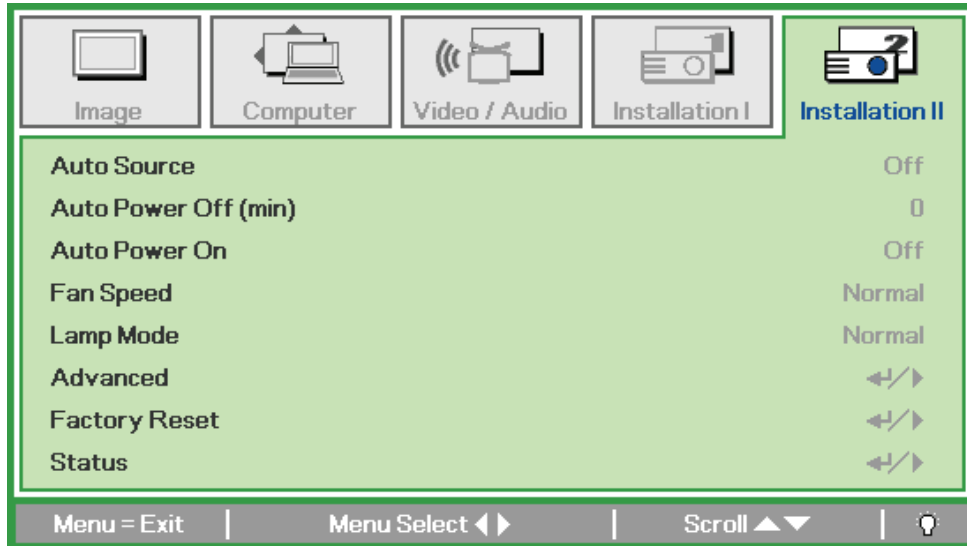 Image Computer Video / Audio Installation I Installation II
Auto Source Off
Auto Power Off (min) 0
Auto Power On Off
Fan Speed Normal
Lamp Mode Normal
Advanced
Factory Reset
Status
Menu = Exit Menu Select Scroll